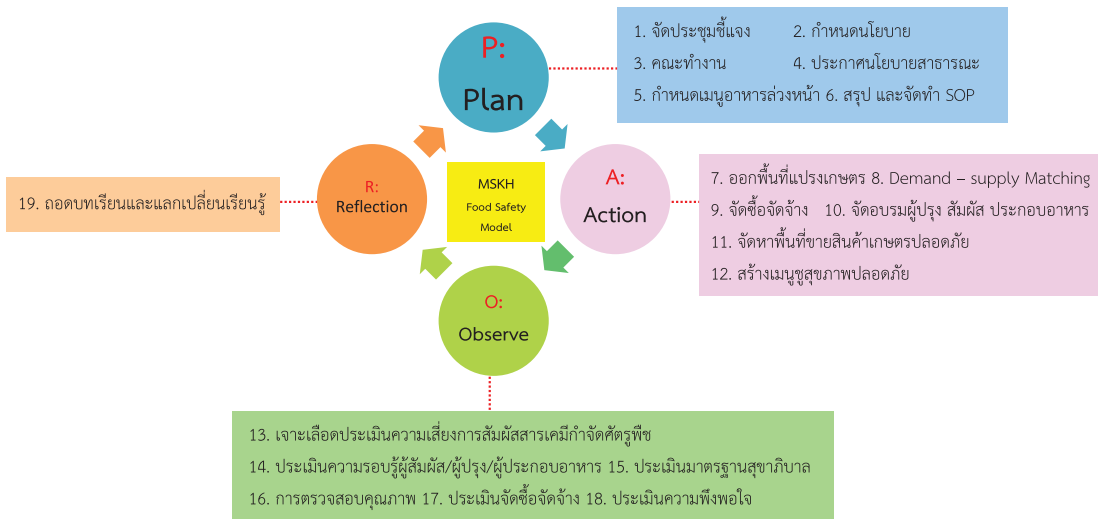 P:
Plan
1. จัดประชุมชี้แจง 2. กำหนดนโยบาย
3. คณะทำงาน 4. ประกาศนโยบายสาธารณะ
5. กำหนดเมนูอาหารล่วงหน้า 6. สรุป และจัดทำ SOP
A:
Action
7. ออกพื้นที่แปรงเกษตร 8. Demand – supply Matching
9. จัดซื้อจัดจ้าง 10. จัดอบรมผู้ปรุง สัมผัส ประกอบอาหาร
11. จัดหาพื้นที่ขายสินค้าเกษตรปลอดภัย
12. สร้างเมนูชูสุขภาพปลอดภัย
MSKH
Food Safety
Model
R:
Reflection
19. ถอดบทเรียนและแลกเปลี่ยนเรียนรู้
O:
Observe
13. เจาะเลือดประเมินความเสี่ยงการสัมผัสสารเคมีกำจัดศัตรูพืช
14. ประเมินความรอบรู้ผู้สัมผัส/ผู้ปรุง/ผู้ประกอบอาหาร 15. ประเมินมาตรฐานสุขาภิบาล
16. การตรวจสอบคุณภาพ 17. ประเมินจัดซื้อจัดจ้าง 18. ประเมินความพึงพอใจ